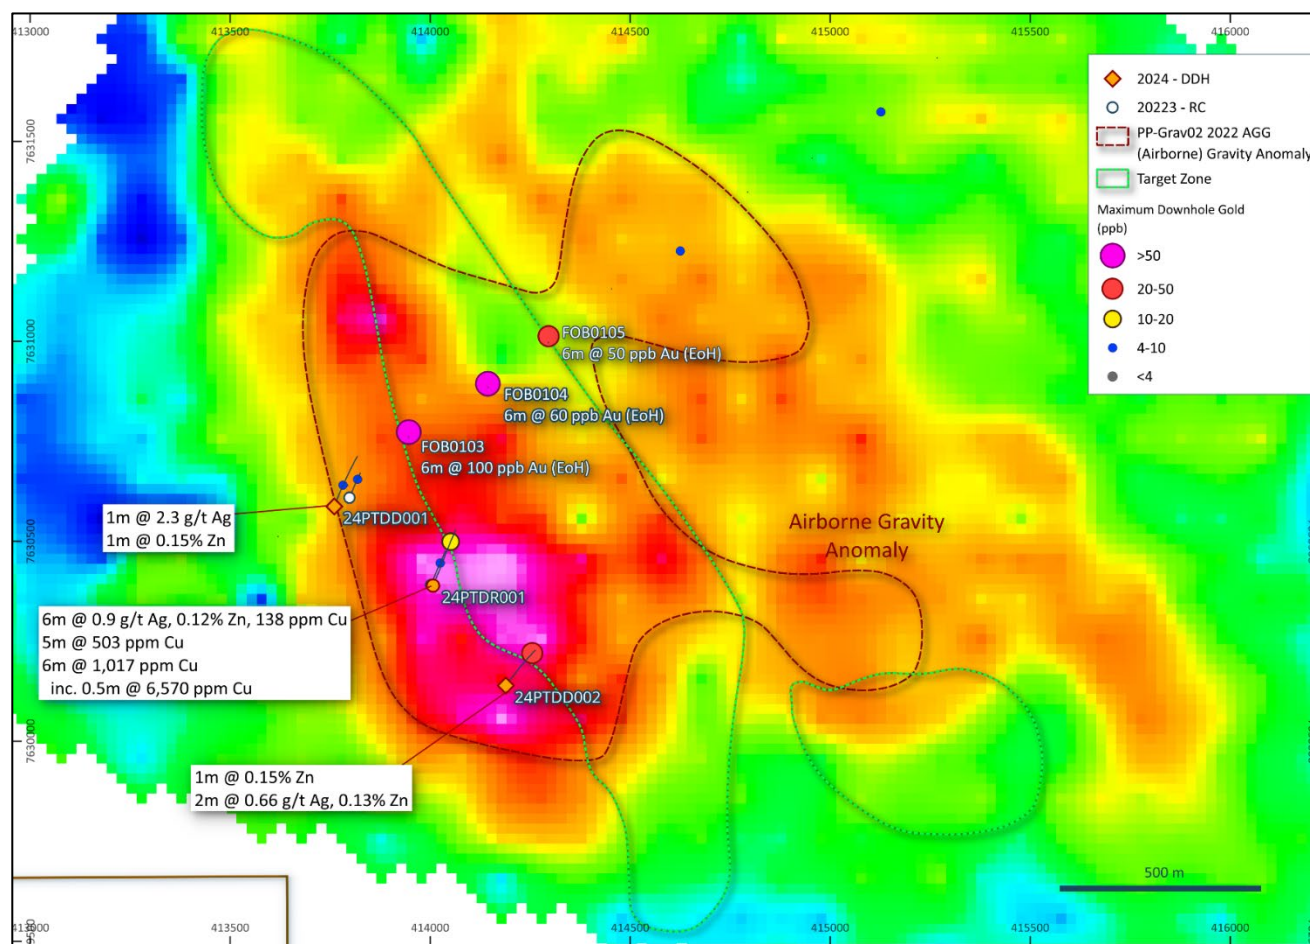 413000
413500
414000
414500
415000
415500
416000
7631500
7631000
7630500
7630000
2024 - DDH
20223 - RC
PP-Grav02 2022 AGG
(Airborne) Gravity Anomaly
Target Zone
Maximum Downhole Gold
(ppb)
>50
20-50
10-20
4-10
<4
FOB0105
6m @ 50 ppb Au (EoH)
FOB0104
6m @ 60 ppb Au (EoH)
FOB0103
6m @ 100 ppb Au (EoH)
1m @ 2.3 g/t Ag
1m @ 0.15% Zn
24PTDD001
Airborne Gravity
Anomaly
24PTDR001
6m @ 0.9 g/t Ag, 0.12% Zn, 138 ppm Cu
5m @ 503 ppm Cu
6m @ 1,017 ppm Cu
inc. 0.5m @ 6,570 ppm Cu
24PTDD002
1m @ 0.15% Zn
2m @ 0.66 g/t Ag, 0.13% Zn
500 m
413500
414000
414500
415000
415500
416000